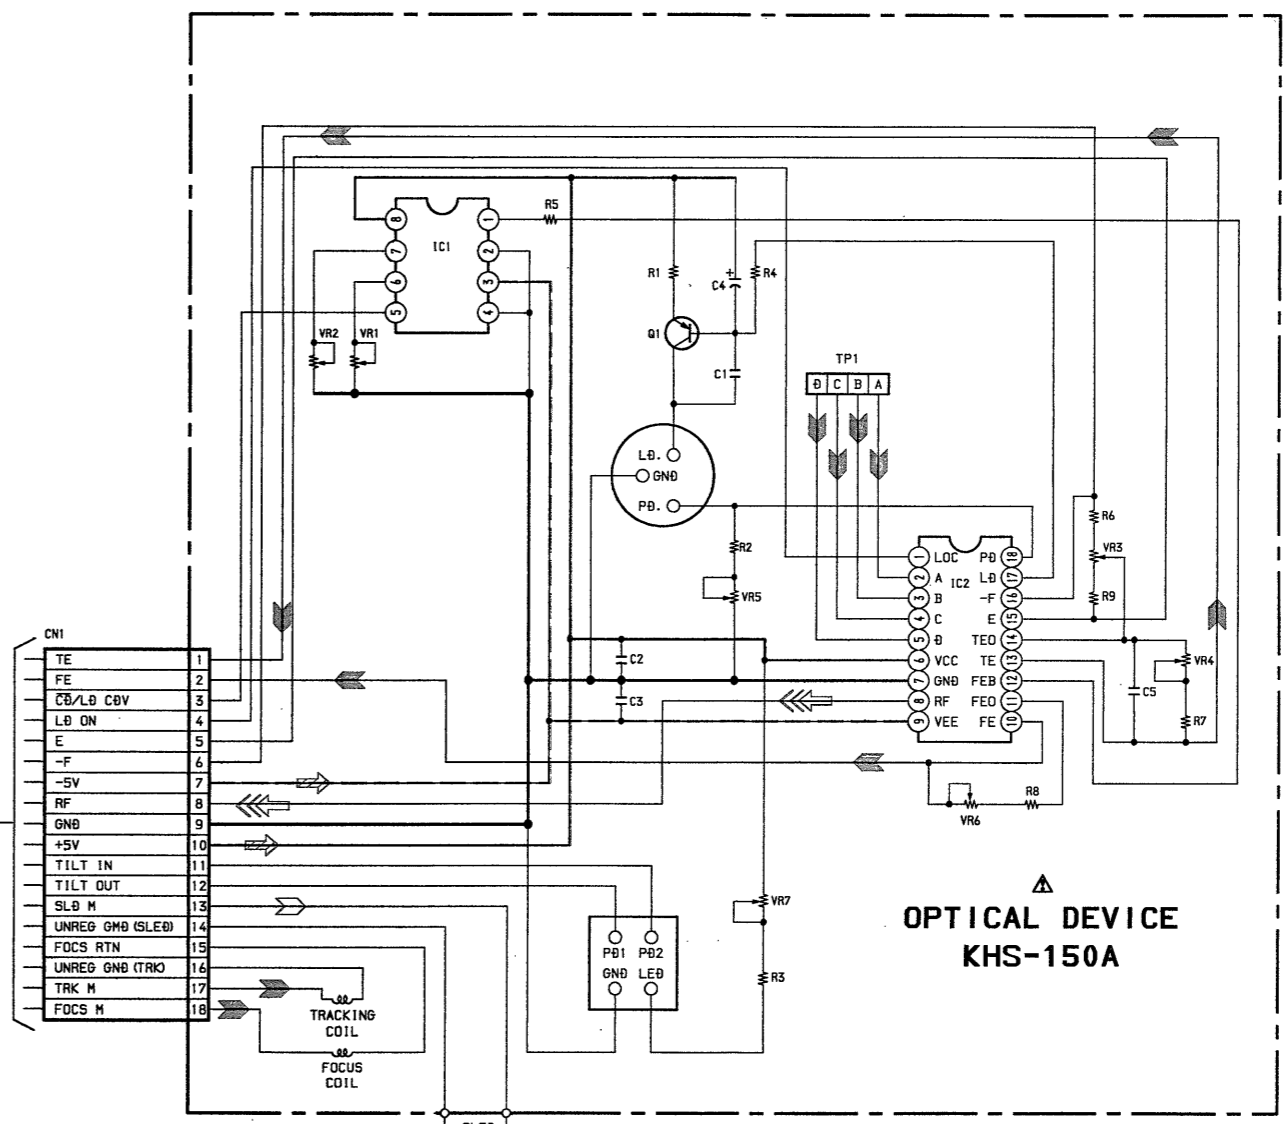 R5
8 1
IC1
7 2
6 3
5 4
R1
C4 +
R4
VR2
VR1
Q1
C1
TP1
D C B A
LD.
GND
PD.
R6
VR3
R9
R2
VR5
1 LOC PD 18
2 A IC2 LD 17
3 B -F 16
4 C E 15
5 D TEO 14
6 VCC TE 13
7 GND FEB 12
8 RF FEO 11
9 VEE FE 10
VR4
C5
R7
C2
C3
R8
VR6
CN1
TE 1
FE 2
CD/LD CDV 3
LD ON 4
E 5
-F 6
-5V 7
RF 8
GND 9
+5V 10
TILT IN 11
TILT OUT 12
SLD M 13
UNREG GMD (SLED) 14
FOCS RTN 15
UNREG GND (TRK) 16
TRK M 17
FOCS M 18
TRACKING
COIL
FOCUS
COIL
PD1 PD2
GND LED
VR7
R3
OPTICAL DEVICE
KHS-150A